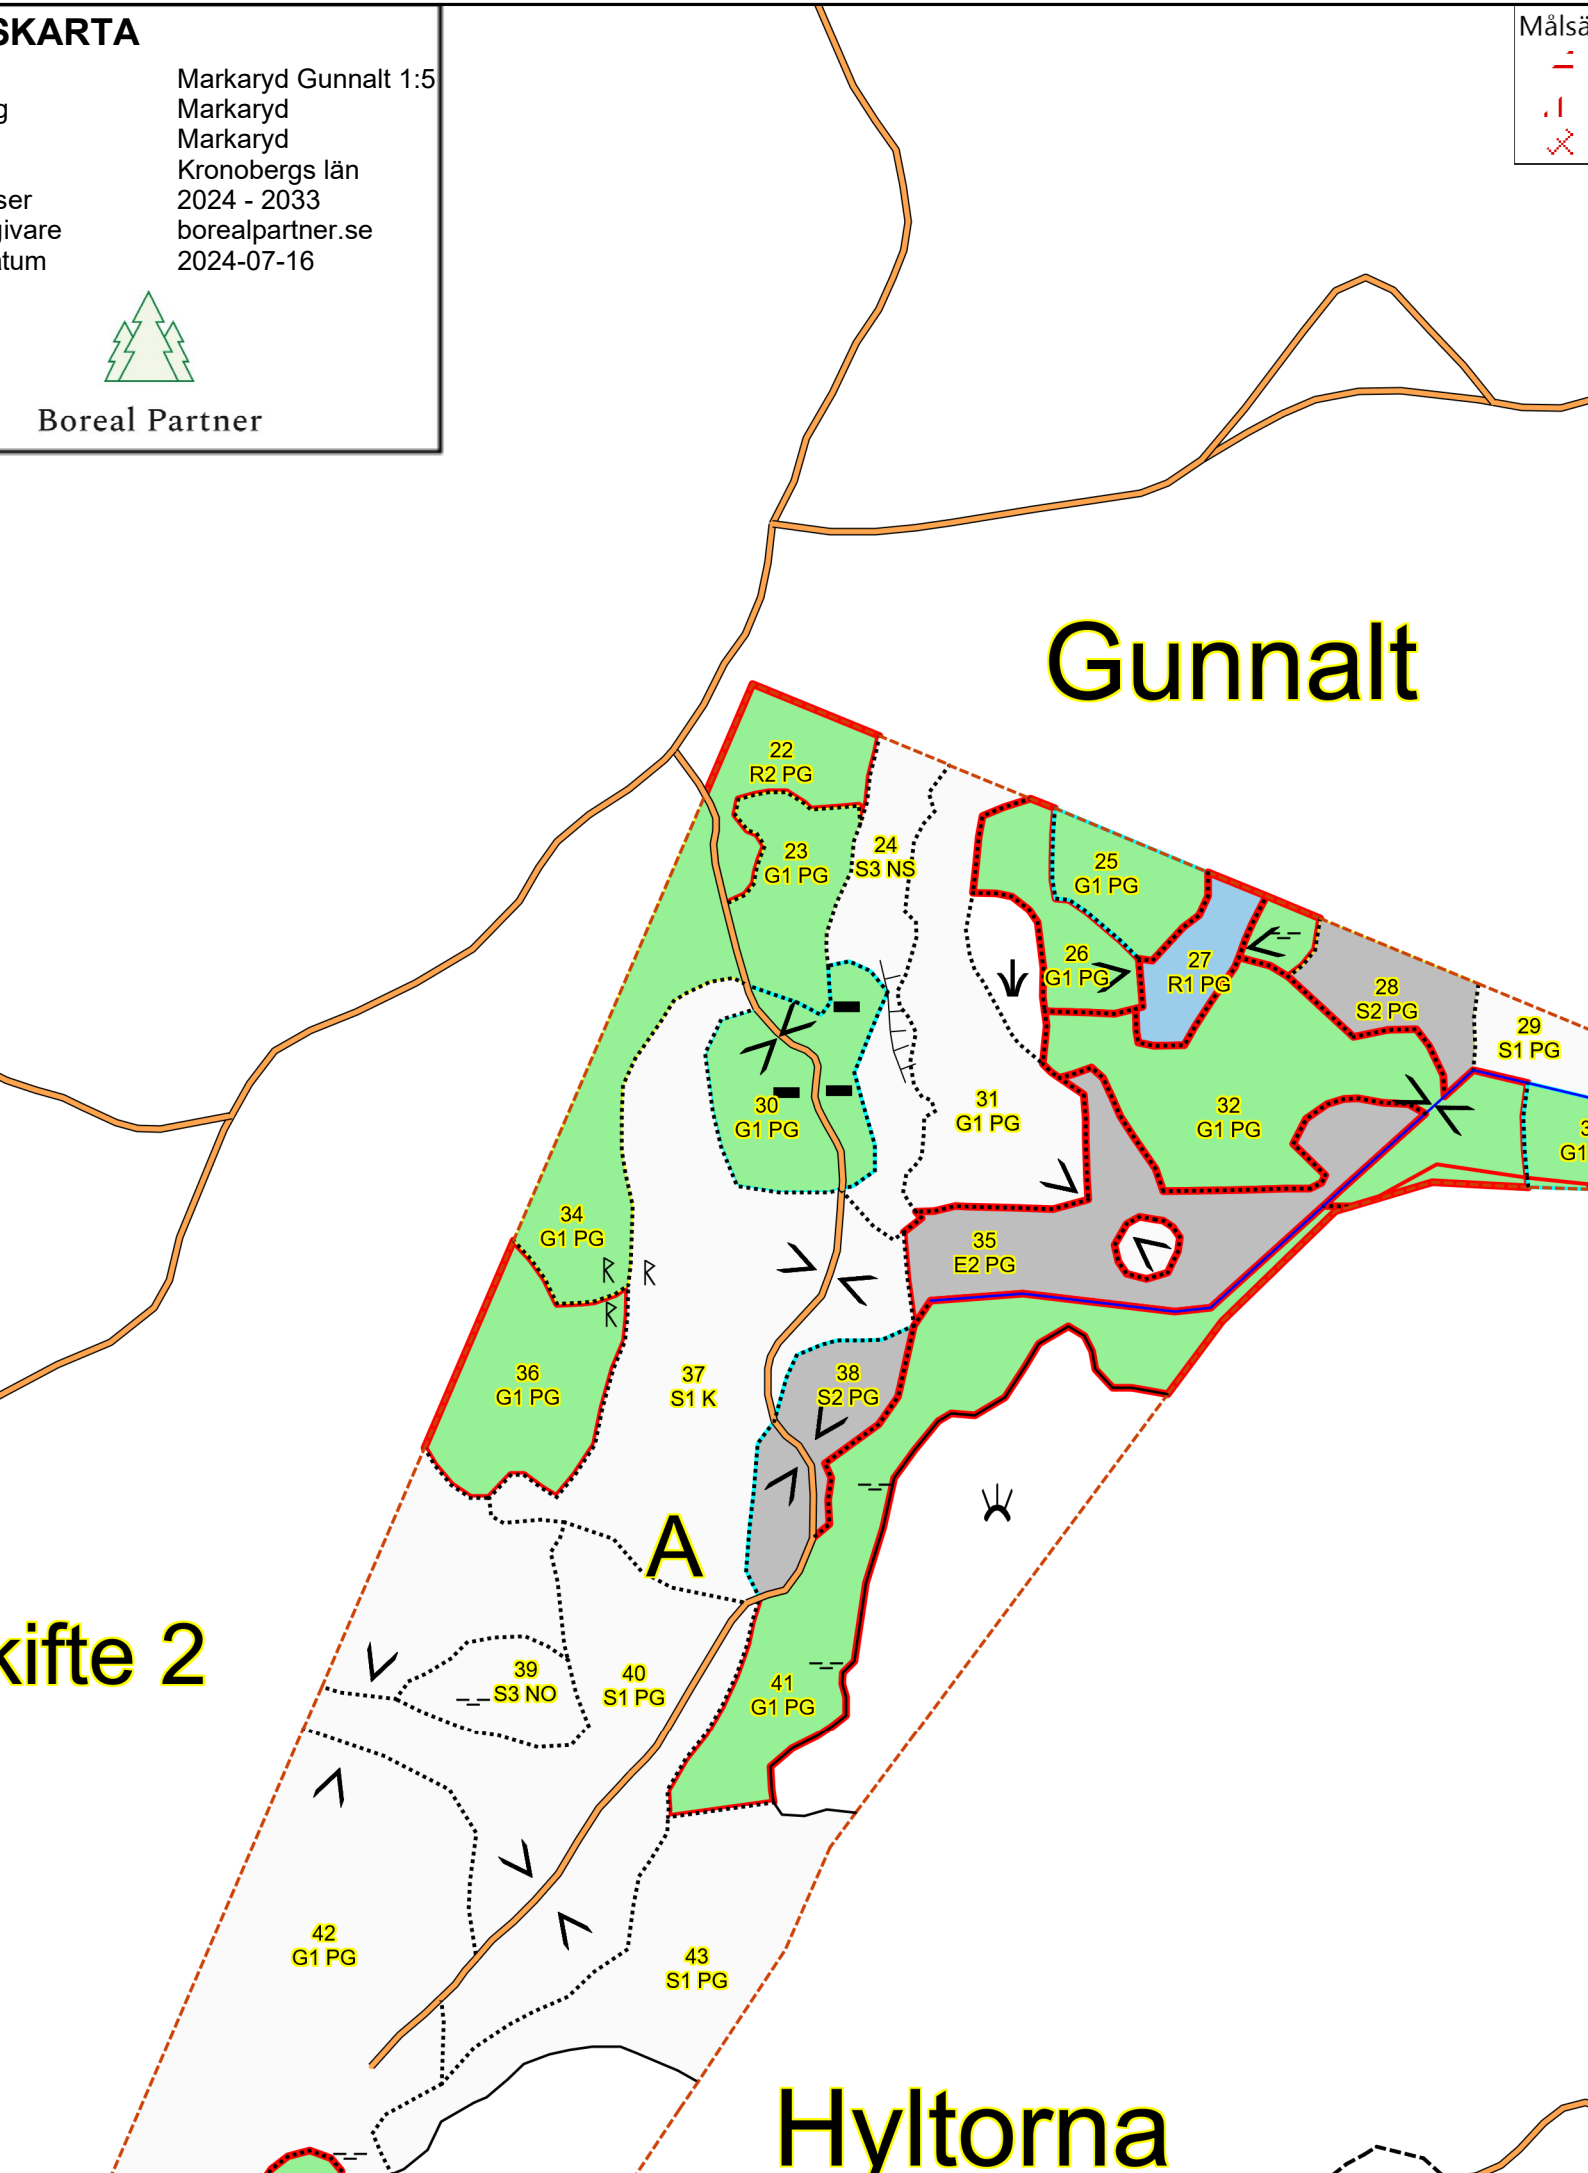 SKARTA
Markaryd Gunnalt 1:5
g
Markaryd
Markaryd
Kronobergs län
ser
2024 - 2033
givare
borealpartner.se
tum
2024-07-16
Boreal Partner
Målsä
Gunnalt
22
R2 PG
23
G1 PG
24
S3 NS
25
G1 PG
26
G1 PG
27
R1 PG
28
S2 PG
29
S1 PG
30
G1 PG
31
G1 PG
32
G1 PG
3
G1
34
G1 PG
R
R
R
35
E2 PG
36
G1 PG
37
S1 K
38
S2 PG
A
kifte 2
39
S3 NO
40
S1 PG
41
G1 PG
42
G1 PG
43
S1 PG
Hyltorna